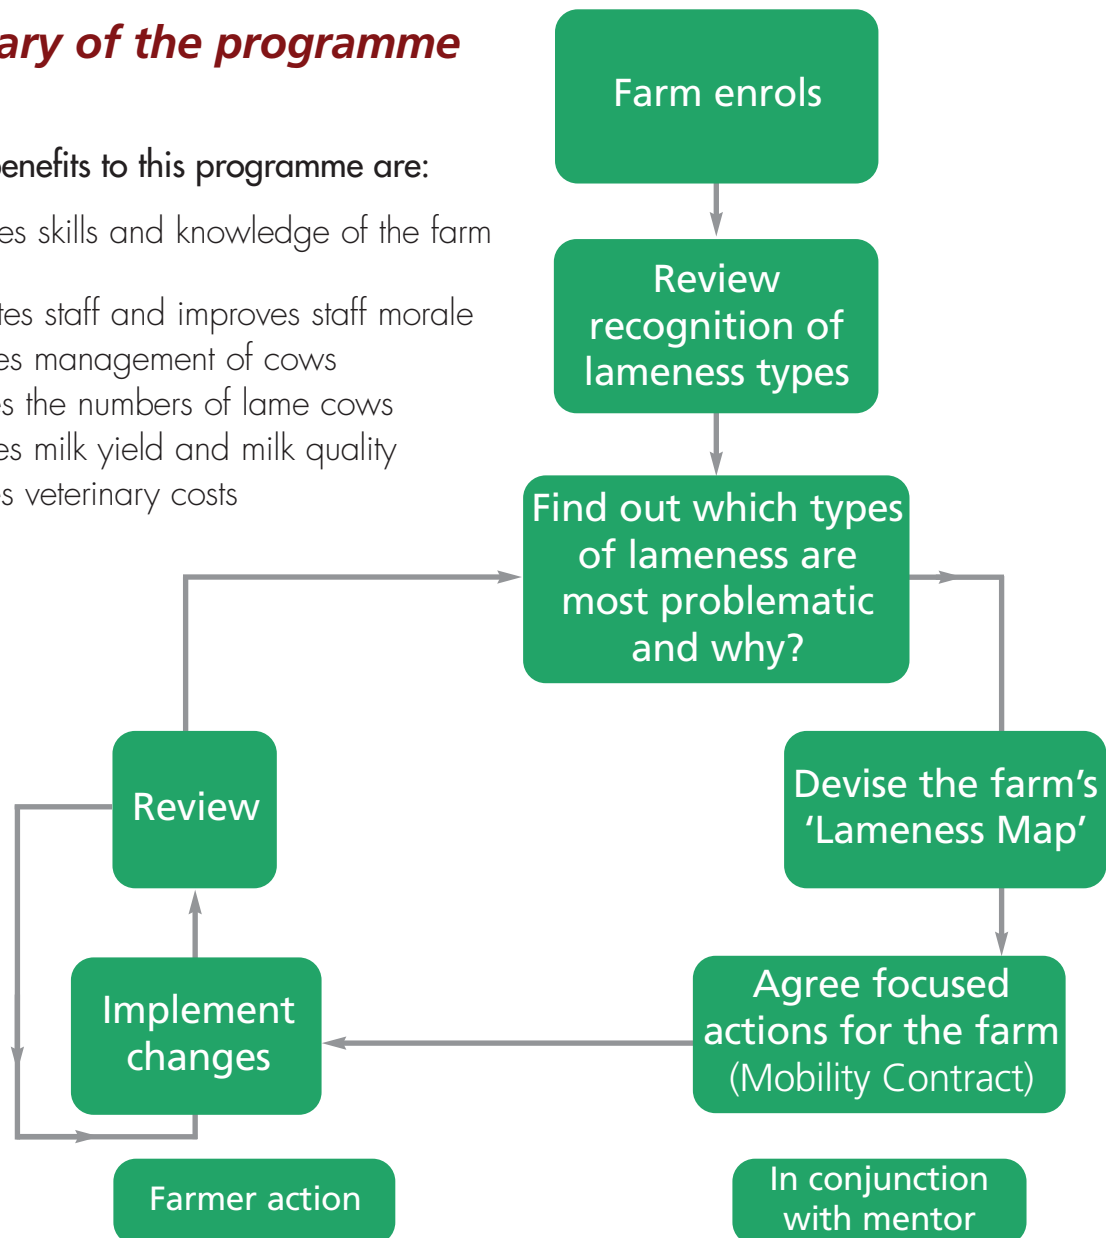 ary of the programme
enefits to this programme are:
es skills and knowledge of the farm
tes staff and improves staff morale
es management of cows
es the numbers of lame cows
es milk yield and milk quality
es veterinary costs
Farm enrols
Review
recognition of
lameness types
Find out which types
of lameness are
most problematic
and why?
Devise the farm’s
‘Lameness Map’
Agree focused
actions for the farm
(Mobility Contract)
Implement
changes
Review
Farmer action
In conjunction
with mentor